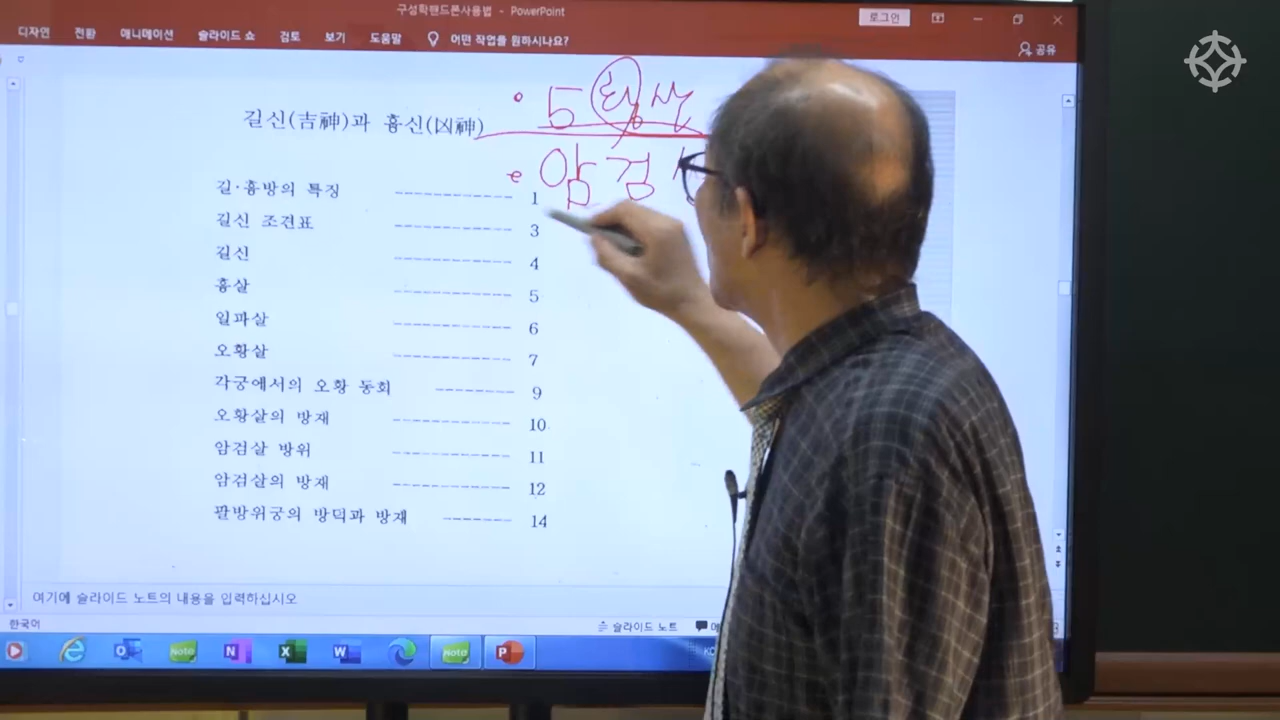 구성학핸드폰사용법 - PowerPoint
로그인
디자인 전환 애니메이션 슬라이드 쇼 검토 보기 도움말 어떤 작업을 원하시나요?
공유
길신(吉神)과 흉신(凶神)
5황살
암검
길·흉방의 특징 ------------ 1
길신 조견표 ------------ 3
길신 ------------ 4
흉살 ------------ 5
일파살 ------------ 6
오황살 ------------ 7
각궁에서의 오황 동회 -------- 9
오황살의 방재 ------------ 10
암검살 방위 ------------ 11
암검살의 방재 ------------ 12
팔방위궁의 방덕과 방재 ------- 14
여기에 슬라이드 노트의 내용을 입력하십시오
한국어
슬라이드 노트
Note
Note